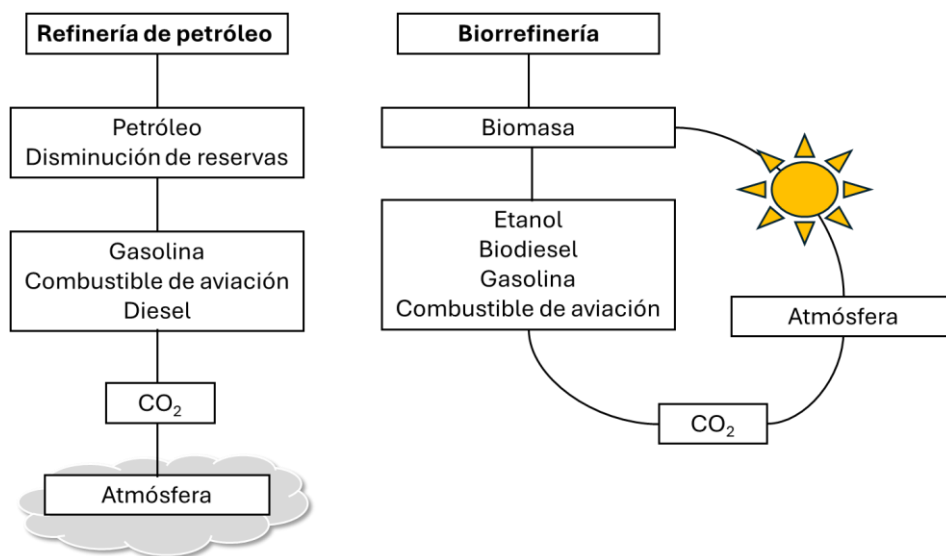 Refinería de petróleo
Petróleo
Disminución de reservas
Gasolina
Combustible de aviación
Diesel
CO₂
Atmósfera
Biorrefinería
Biomasa
Etanol
Biodiesel
Gasolina
Combustible de aviación
CO₂
Atmósfera